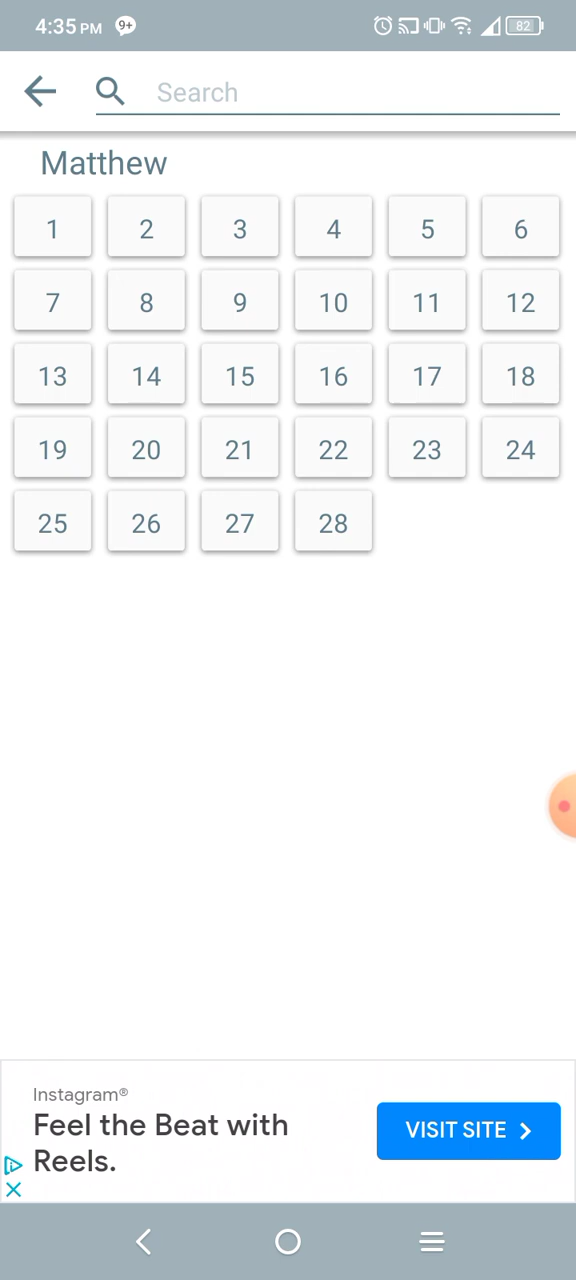 4:35 PM 9+ 82
Search
Matthew
1 2 3 4 5 6
7 8 9 10 11 12
13 14 15 16 17 18
19 20 21 22 23 24
25 26 27 28
Instagram®
Feel the Beat with
Reels.
VISIT SITE